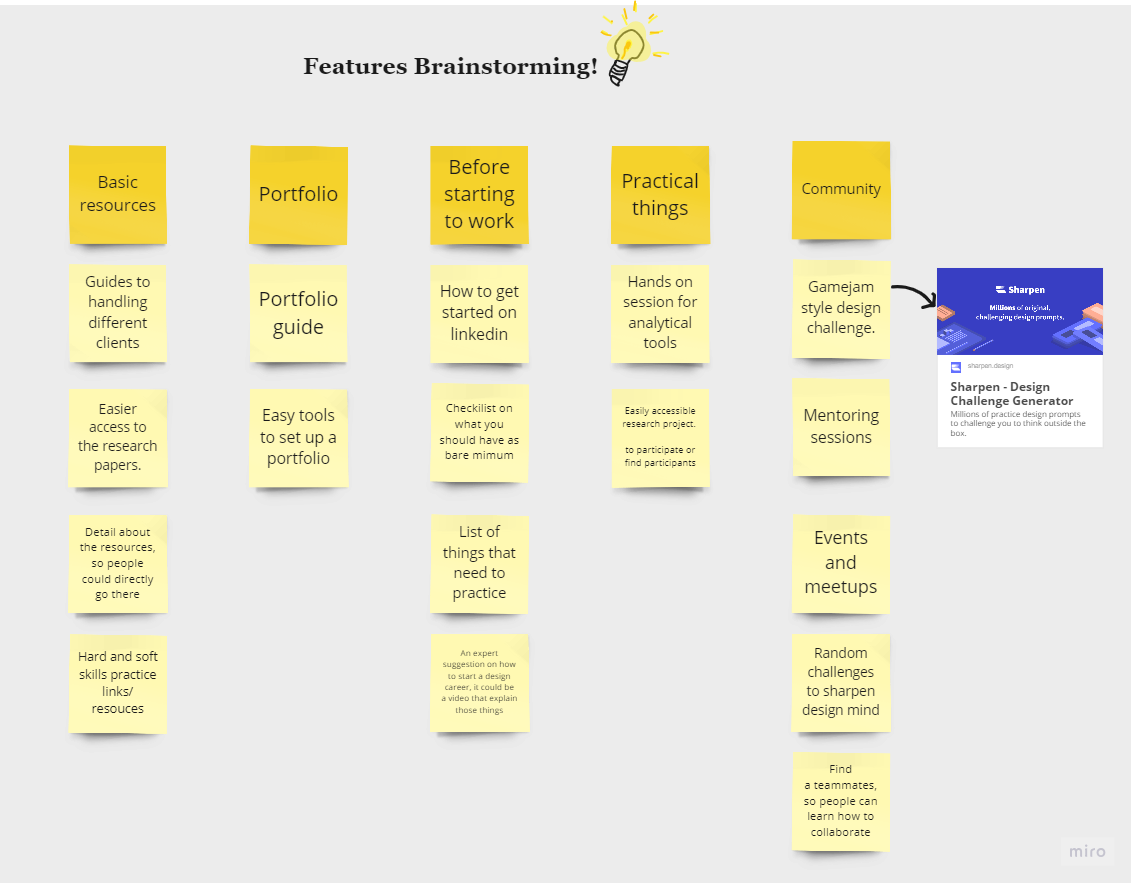 Features Brainstorming!
Basic
resources
Guides to
handling
different
clients
Easier
access to
the research
papers.
Detail about
the resources,
so people
could directly
go there
Hard and soft
skills practice
links/
resouces
Portfolio
Portfolio
guide
Easy tools
to set up a
portfolio
Before
starting
to work
How to get
started on
linkedin
Checkilist on
what you
should have as
bare mimum
List of
things that
need to
practice
An expert
suggestion on how
to start a design
career, it could be
a video that explain
those things
Practical
things
Hands on
session for
analytical
tools
Easily accessible
research project.
to participate or
find participants
Community
Gamejam
style design
challenge.
Mentoring
sessions
Events
and
meetups
Random
challenges
to sharpen
design mind
Find
a teammates,
so people can
learn how to
collaborate
Sharpen
Millions of original,
challenging design prompts.
sharpen.design
Sharpen - Design
Challenge Generator
Millions of practice design prompts
to challenge you to think outside the
box.
miro